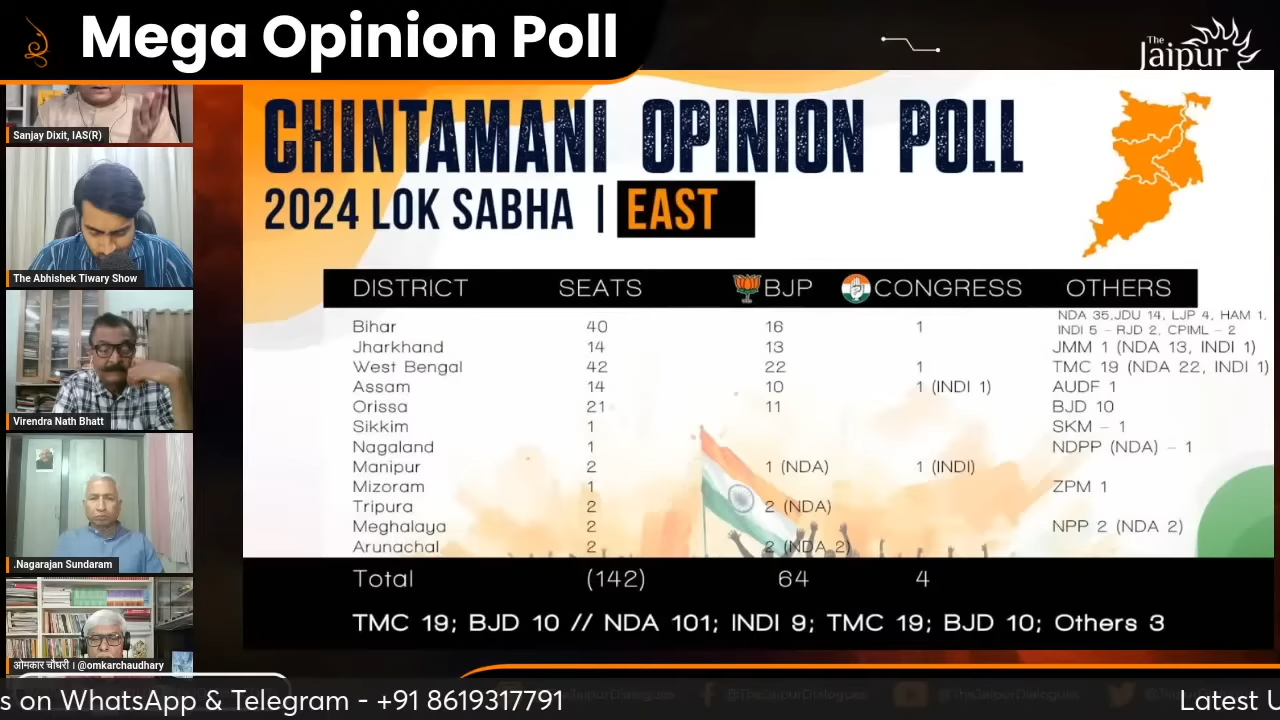 Mega Opinion Poll
The
Jaipur
Sanjay Dixit, IAS(R)
The Abhishek Tiwary Show
Virendra Nath Bhatt
.Nagarajan Sundaram
ओमकार चौधरी । @omkarchaudhary
CHINTAMANI OPINION POLL
2024 LOK SABHA | EAST
DISTRICT SEATS BJP CONGRESS OTHERS
Bihar 40 16 1 NDA 35,JDU 14, LJP 4, HAM 1,
INDI 5 – RJD 2, CPIML – 2
Jharkhand 14 13 JMM 1 (NDA 13, INDI 1)
West Bengal 42 22 1 TMC 19 (NDA 22, INDI 1)
Assam 14 10 1 (INDI 1) AUDF 1
Orissa 21 11 BJD 10
Sikkim 1 SKM – 1
Nagaland 1 NDPP (NDA) – 1
Manipur 2 1 (NDA) 1 (INDI)
Mizoram 1 ZPM 1
Tripura 2 2 (NDA)
Meghalaya 2 NPP 2 (NDA 2)
Arunachal 2 2 (NDA 2)
Total (142) 64 4
TMC 19; BJD 10 // NDA 101; INDI 9; TMC 19; BJD 10; Others 3
@TheJaipurDialogues @TheJaipurDialogues
s on WhatsApp & Telegram - +91 8619317791 Latest U